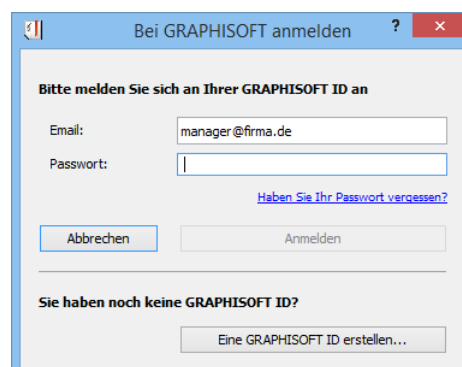 Bei GRAPHISOFT anmelden ?
Bitte melden Sie sich an Ihrer GRAPHISOFT ID an
Email: manager@firma.de
Passwort:
Haben Sie Ihr Passwort vergessen?
Abbrechen Anmelden
Sie haben noch keine GRAPHISOFT ID?
Eine GRAPHISOFT ID erstellen...